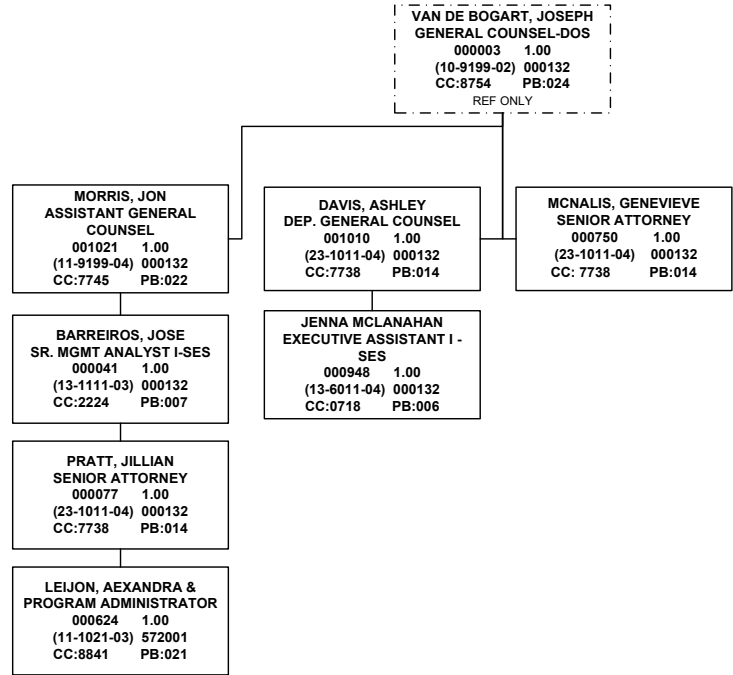 VAN DE BOGART, JOSEPH
GENERAL COUNSEL-DOS
000003 1.00
(10-9199-02) 000132
CC:8754 PB:024
REF ONLY
MORRIS, JON
ASSISTANT GENERAL
COUNSEL
001021 1.00
(11-9199-04) 000132
CC:7745 PB:022
DAVIS, ASHLEY
DEP. GENERAL COUNSEL
001010 1.00
(23-1011-04) 000132
CC:7738 PB:014
MCNALIS, GENEVIEVE
SENIOR ATTORNEY
000750 1.00
(23-1011-04) 000132
CC: 7738 PB:014
BARREIROS, JOSE
SR. MGMT ANALYST I-SES
000041 1.00
(13-1111-03) 000132
CC:2224 PB:007
JENNA MCLANAHAN
EXECUTIVE ASSISTANT I -
SES
000948 1.00
(13-6011-04) 000132
CC:0718 PB:006
PRATT, JILLIAN
SENIOR ATTORNEY
000077 1.00
(23-1011-04) 000132
CC:7738 PB:014
LEIJON, AEXANDRA &
PROGRAM ADMINISTRATOR
000624 1.00
(11-1021-03) 572001
CC:8841 PB:021